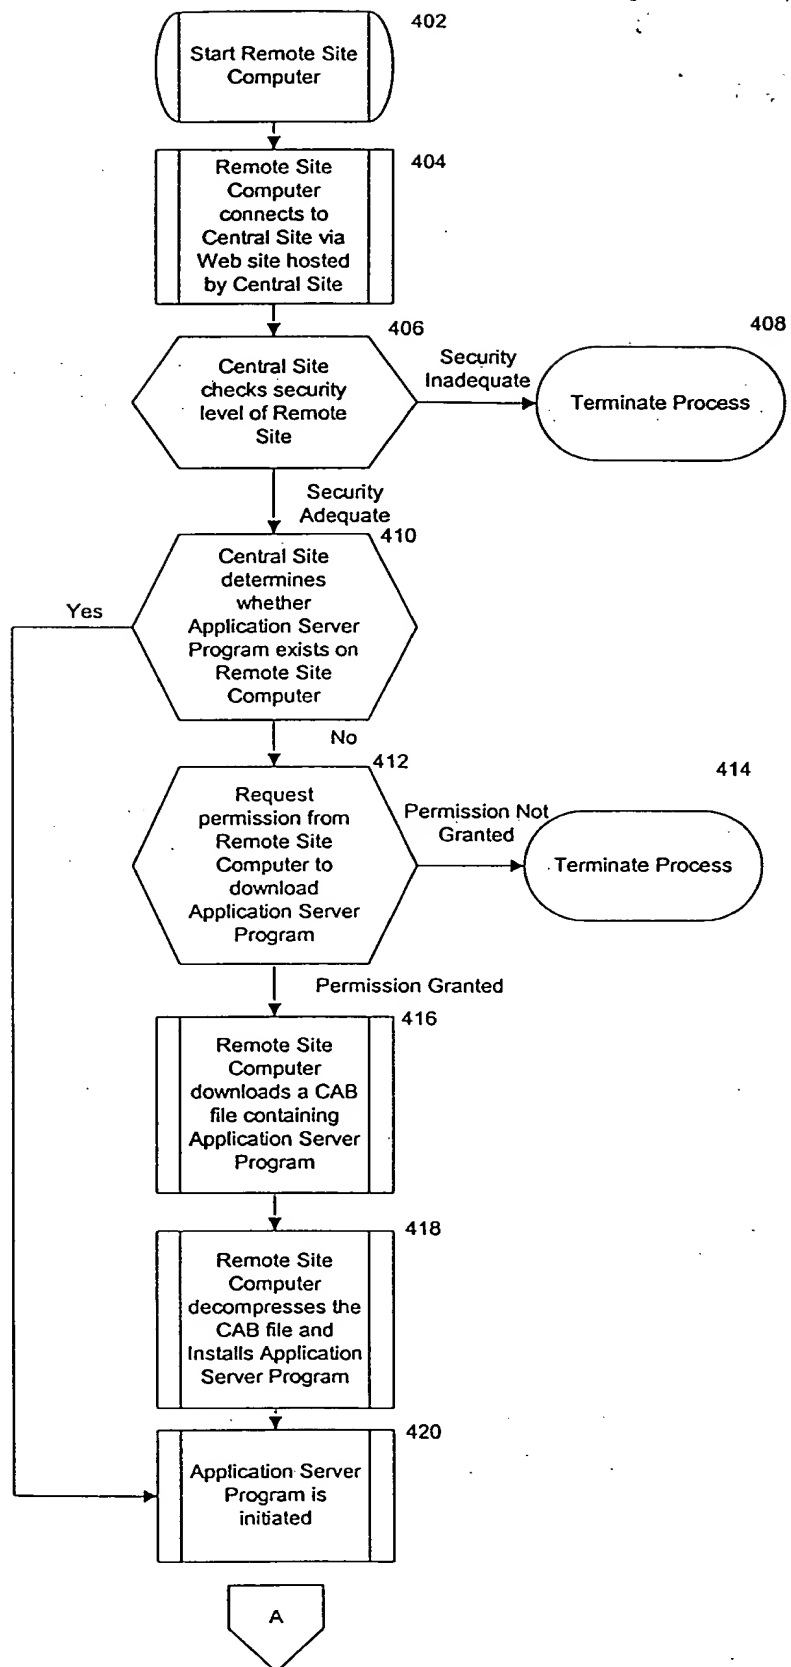 402
Start Remote Site
Computer
404
Remote Site
Computer
connects to
Central Site via
Web site hosted
by Central Site
406
Central Site
checks security
level of Remote
Site
Security
Inadequate
408
Terminate Process
Security
Adequate
410
Central Site
determines
whether
Application Server
Program exists on
Remote Site
Computer
Yes
No
412
Request
permission from
Remote Site
Computer to
download
Application Server
Program
Permission Not
Granted
414
Terminate Process
Permission Granted
416
Remote Site
Computer
downloads a CAB
file containing
Application Server
Program
418
Remote Site
Computer
decompresses the
CAB file and
Installs Application
Server Program
420
Application Server
Program is
initiated
A